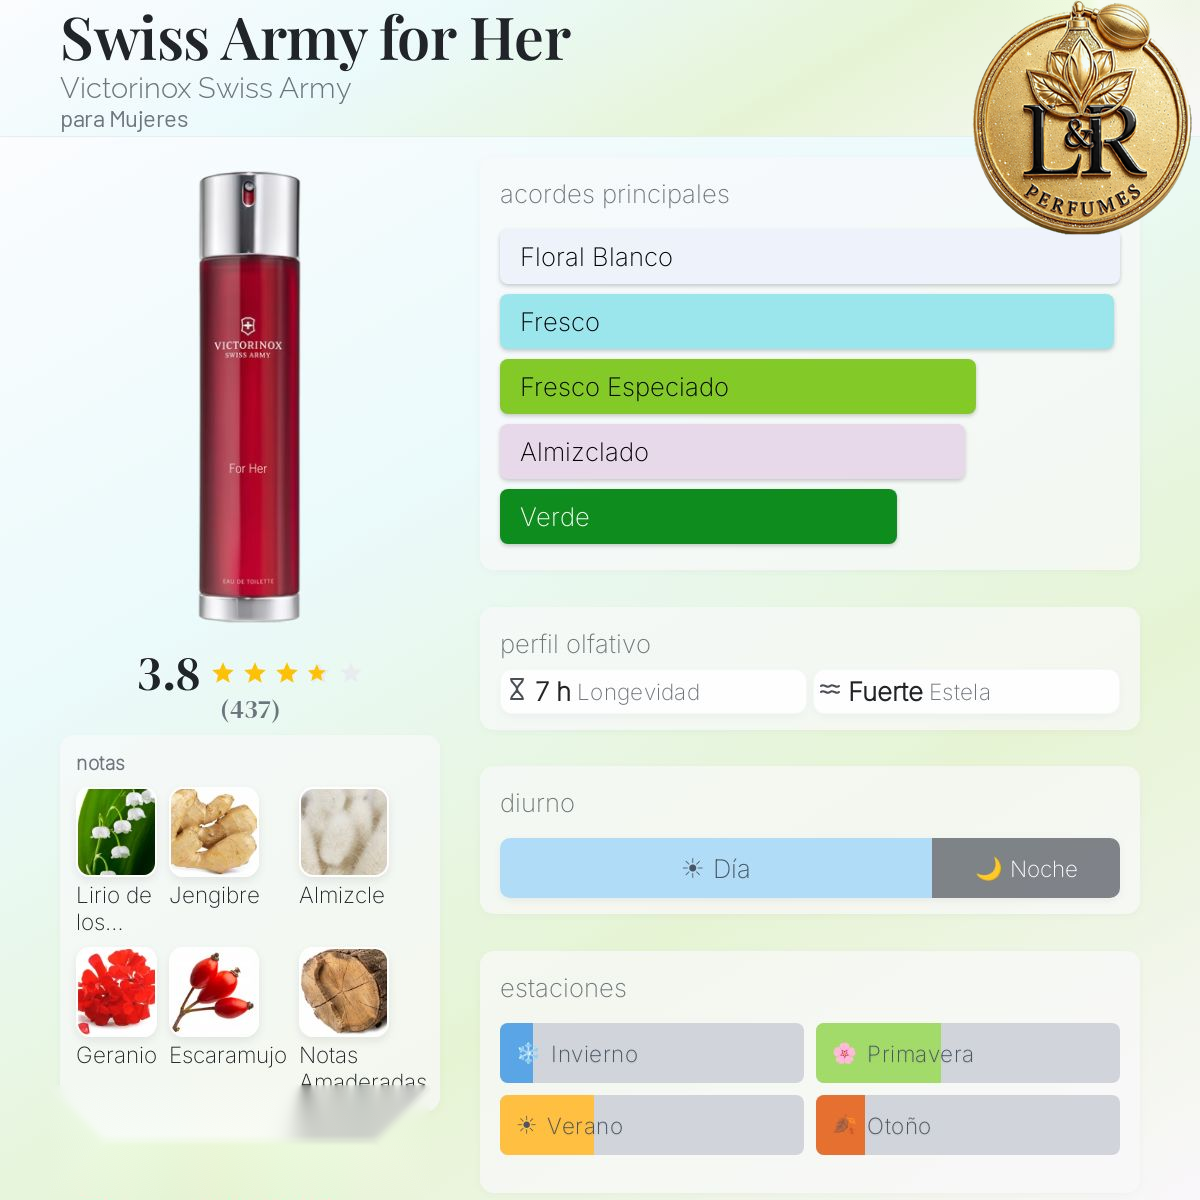 Swiss Army for Her
Victorinox Swiss Army
para Mujeres
L&R
PERFUMES
VICTORINOX
SWISS ARMY
For Her
EAU DE TOILETTE
3.8
(437)
notas
Lirio de
los...
Jengibre
Almizcle
Geranio
Escaramujo
Notas
Amaderadas
acordes principales
Floral Blanco
Fresco
Fresco Especiado
Almizclado
Verde
perfil olfativo
7 h Longevidad
Fuerte Estela
diurno
Día
Noche
estaciones
Invierno
Primavera
Verano
Otoño